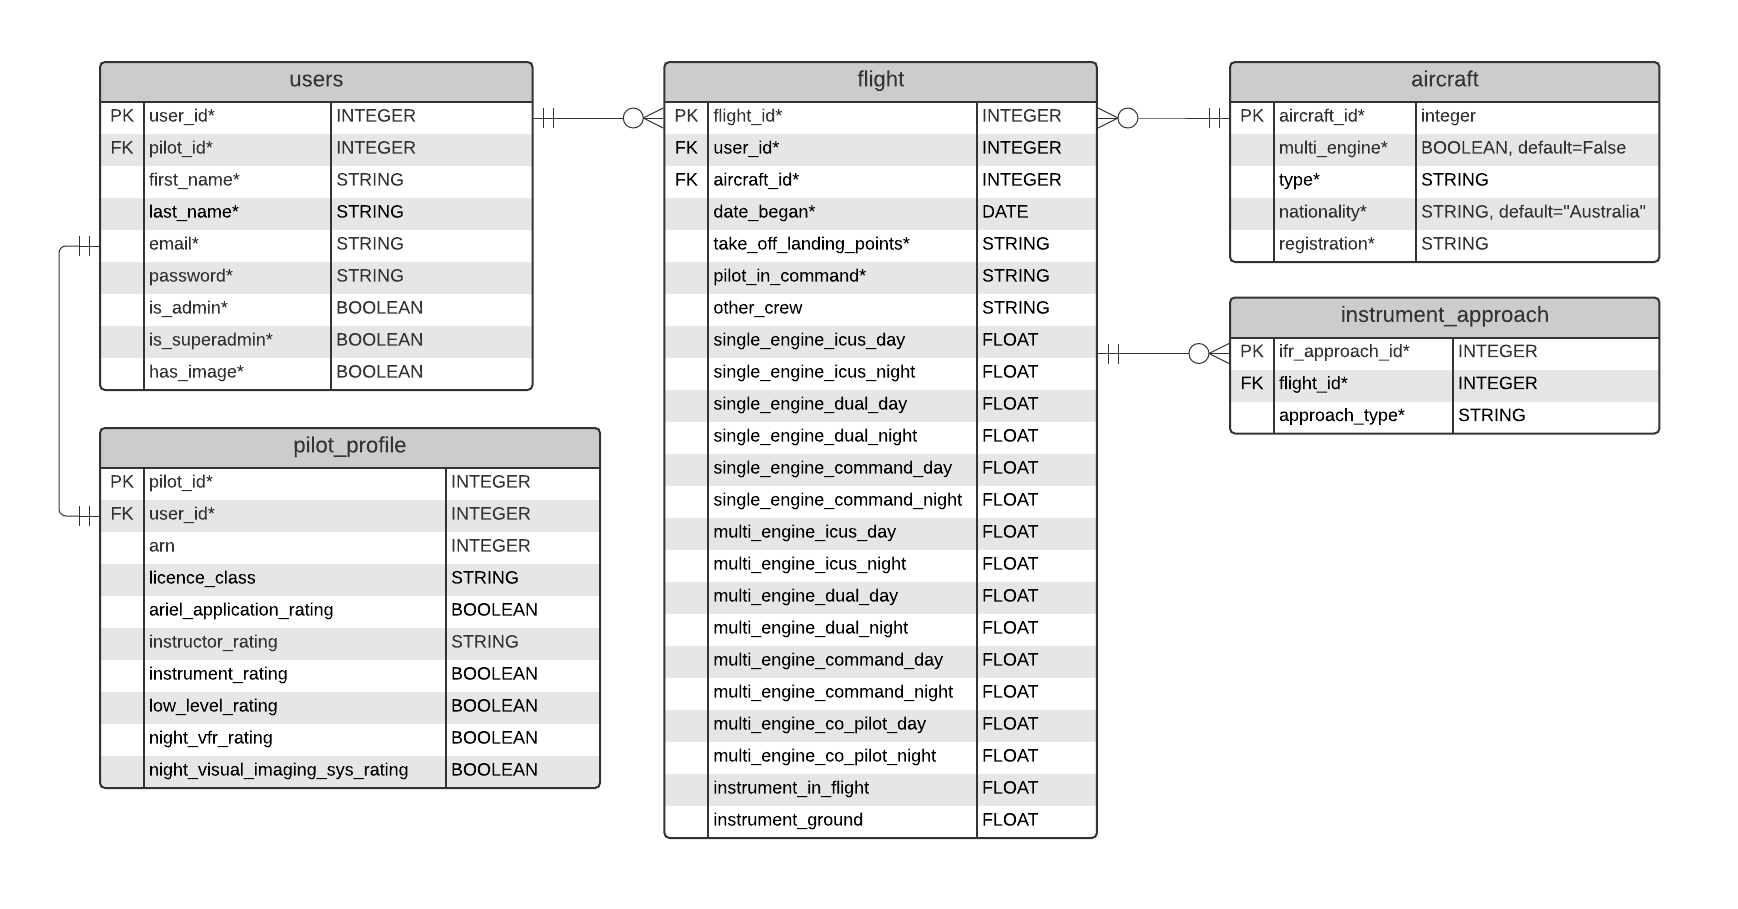 users
PK user_id* INTEGER
FK pilot_id* INTEGER
first_name* STRING
last_name* STRING
email* STRING
password* STRING
is_admin* BOOLEAN
is_superadmin* BOOLEAN
has_image* BOOLEAN
pilot_profile
PK pilot_id* INTEGER
FK user_id* INTEGER
arn INTEGER
licence_class STRING
ariel_application_rating BOOLEAN
instructor_rating STRING
instrument_rating BOOLEAN
low_level_rating BOOLEAN
night_vfr_rating BOOLEAN
night_visual_imaging_sys_rating BOOLEAN
flight
PK flight_id* INTEGER
FK user_id* INTEGER
FK aircraft_id* INTEGER
date_began* DATE
take_off_landing_points* STRING
pilot_in_command* STRING
other_crew STRING
single_engine_icus_day FLOAT
single_engine_icus_night FLOAT
single_engine_dual_day FLOAT
single_engine_dual_night FLOAT
single_engine_command_day FLOAT
single_engine_command_night FLOAT
multi_engine_icus_day FLOAT
multi_engine_icus_night FLOAT
multi_engine_dual_day FLOAT
multi_engine_dual_night FLOAT
multi_engine_command_day FLOAT
multi_engine_command_night FLOAT
multi_engine_co_pilot_day FLOAT
multi_engine_co_pilot_night FLOAT
instrument_in_flight FLOAT
instrument_ground FLOAT
aircraft
PK aircraft_id* integer
multi_engine* BOOLEAN, default=False
type* STRING
nationality* STRING, default="Australia"
registration* STRING
instrument_approach
PK ifr_approach_id* INTEGER
FK flight_id* INTEGER
approach_type* STRING